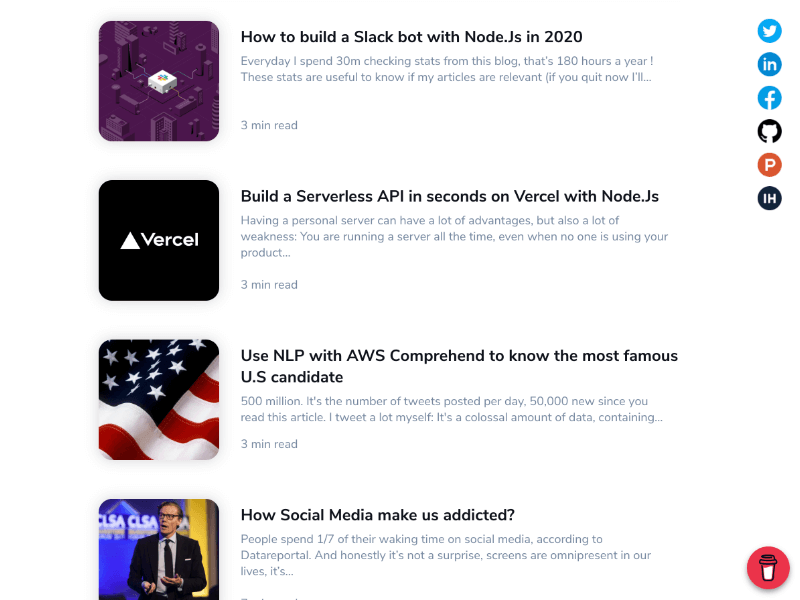 How to build a Slack bot with Node.Js in 2020
Everyday I spend 30m checking stats from this blog, that's 180 hours a year !
These stats are useful to know if my articles are relevant (if you quit now I'll...
3 min read
Vercel
Build a Serverless API in seconds on Vercel with Node.Js
Having a personal server can have a lot of advantages, but also a lot of
weakness: You are running a server all the time, even when no one is using your
product...
3 min read
Use NLP with AWS Comprehend to know the most famous
U.S candidate
500 million. It's the number of tweets posted per day, 50,000 new since you
read this article. I tweet a lot myself: It's a colossal amount of data, containing...
3 min read
CLSA CLSA
How Social Media make us addicted?
People spend 1/7 of their waking time on social media, according to
Datareportal. And honestly it's not a surprise, screens are omnipresent in our
lives, it's...
in
f
P
IH